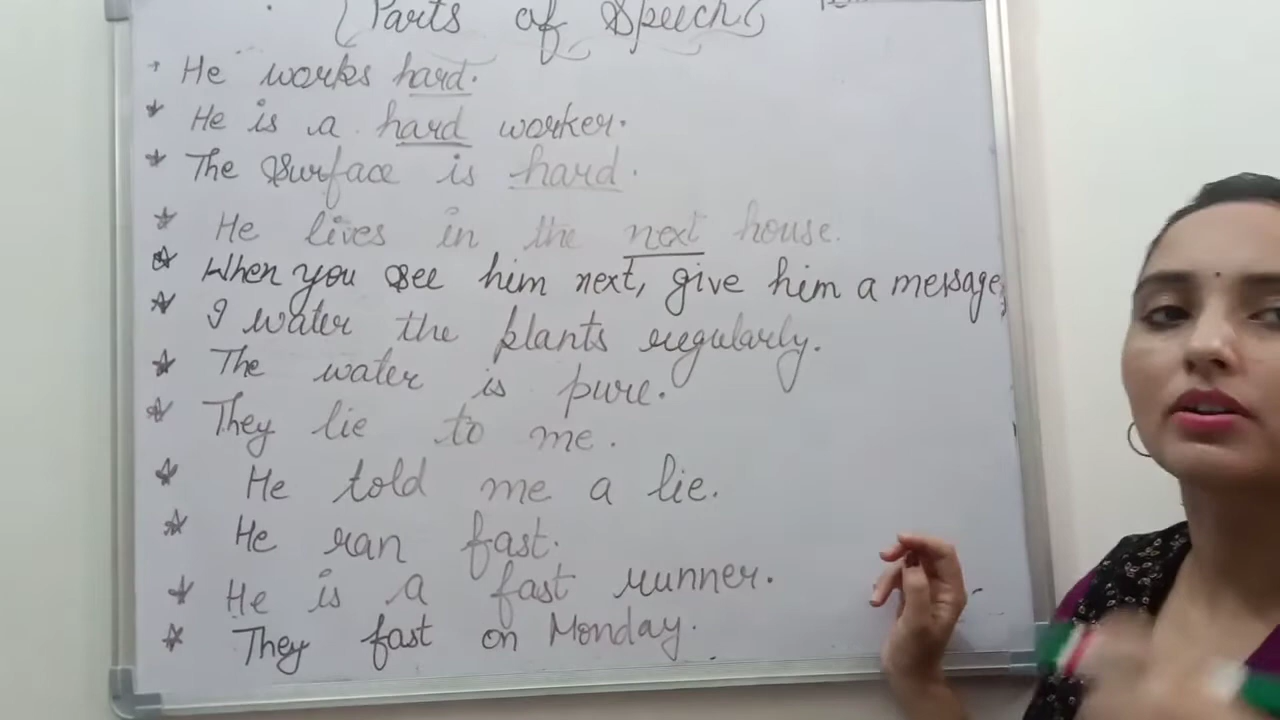 Parts of Speech
He works hard.
He is a hard worker.
The Surface is hard.
He lives in the next house.
When you see him next, give him a message.
I water the plants regularly.
The water is pure.
They lie to me.
He told me a lie.
He ran fast.
He is a fast runner.
They fast on Monday.